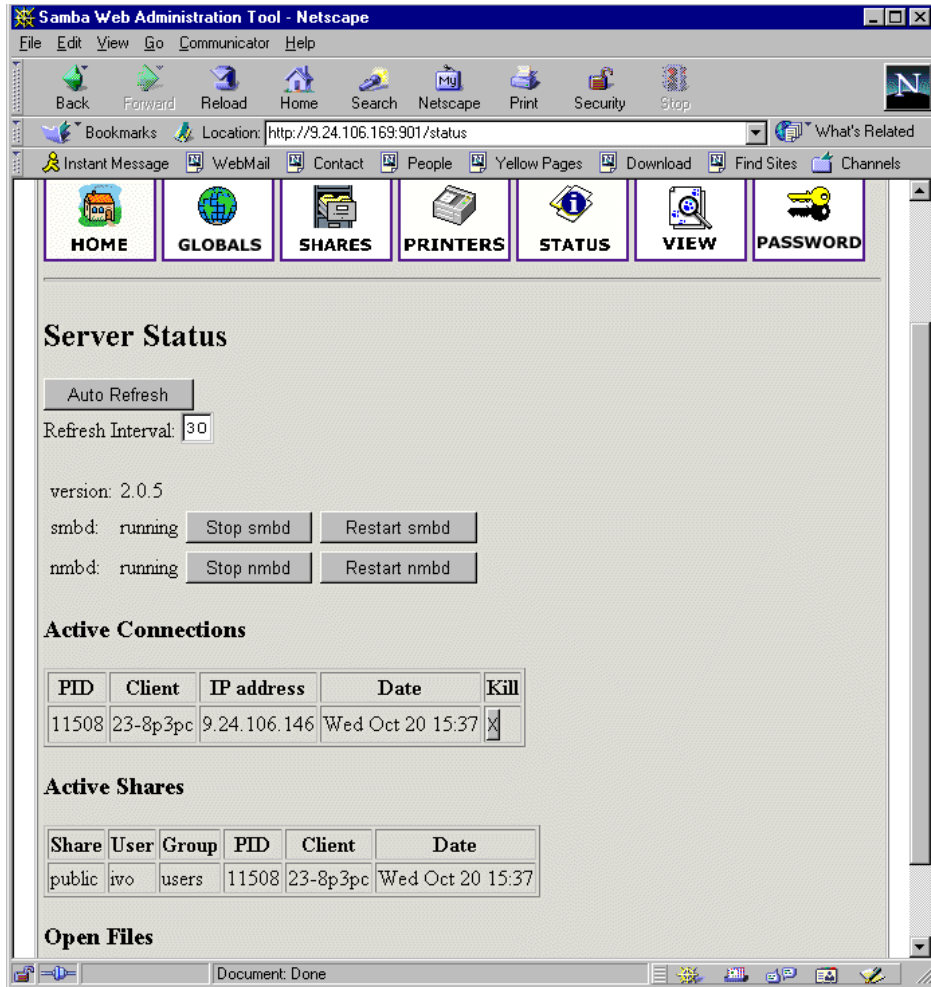 Samba Web Administration Tool - Netscape
File Edit View Go Communicator Help
My
N
Back Forward Reload Home Search Netscape Print Security Stop
Bookmarks Location: http://9.24.106.169:901/status What's Related
Instant Message WebMail Contact People Yellow Pages Download Find Sites Channels
HOME GLOBALS SHARES PRINTERS STATUS VIEW PASSWORD
Server Status
Auto Refresh
Refresh Interval: 30
version: 2.0.5
smbd: running Stop smbd Restart smbd
nmbd: running Stop nmbd Restart nmbd
Active Connections
PID Client IP address Date Kill
11508 23-8p3pc 9.24.106.146 Wed Oct 20 15:37 X
Active Shares
Share User Group PID Client Date
public ivo users 11508 23-8p3pc Wed Oct 20 15:37
Open Files
Document: Done